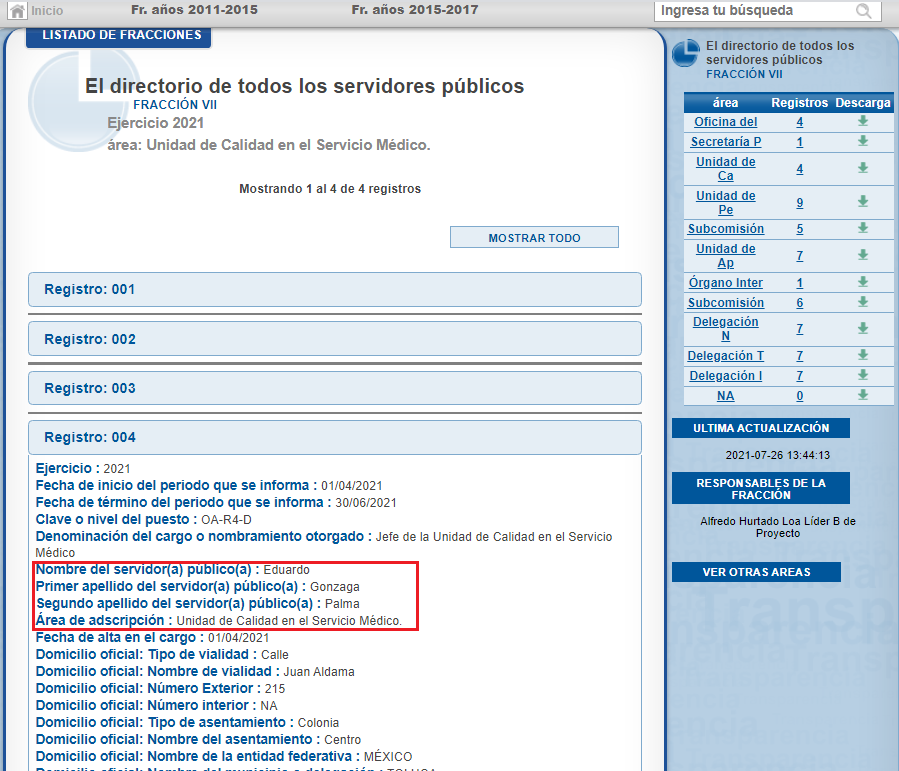 Inicio
Fr. años 2011-2015
Fr. años 2015-2017
Ingresa tu búsqueda
LISTADO DE FRACCIONES
El directorio de todos los servidores públicos
FRACCIÓN VII
Ejercicio 2021
área: Unidad de Calidad en el Servicio Médico.
Mostrando 1 al 4 de 4 registros
MOSTRAR TODO
Registro: 001
Registro: 002
Registro: 003
Registro: 004
Ejercicio : 2021
Fecha de inicio del periodo que se informa : 01/04/2021
Fecha de término del periodo que se informa : 30/06/2021
Clave o nivel del puesto : OA-R4-D
Denominación del cargo o nombramiento otorgado : Jefe de la Unidad de Calidad en el Servicio
Médico
Nombre del servidor(a) público(a) : Eduardo
Primer apellido del servidor(a) público(a) : Gonzaga
Segundo apellido del servidor(a) público(a) : Palma
Área de adscripción : Unidad de Calidad en el Servicio Médico.
Fecha de alta en el cargo : 01/04/2021
Domicilio oficial: Tipo de vialidad : Calle
Domicilio oficial: Nombre de vialidad : Juan Aldama
Domicilio oficial: Número Exterior : 215
Domicilio oficial: Número interior : NA
Domicilio oficial: Tipo de asentamiento : Colonia
Domicilio oficial: Nombre del asentamiento : Centro
Domicilio oficial: Nombre de la entidad federativa : MÉXICO
El directorio de todos los
servidores públicos
FRACCIÓN VII
área Registros Descarga
Oficina del 4
Secretaría P 1
Unidad de
Ca 4
Unidad de
Pe 9
Subcomisión 5
Unidad de
Ap 7
Órgano Inter 1
Subcomisión 6
Delegación
N 7
Delegación T 7
Delegación I 7
NA 0
ULTIMA ACTUALIZACIÓN
2021-07-26 13:44:13
RESPONSABLES DE LA
FRACCIÓN
Alfredo Hurtado Loa Líder B de
Proyecto
VER OTRAS AREAS